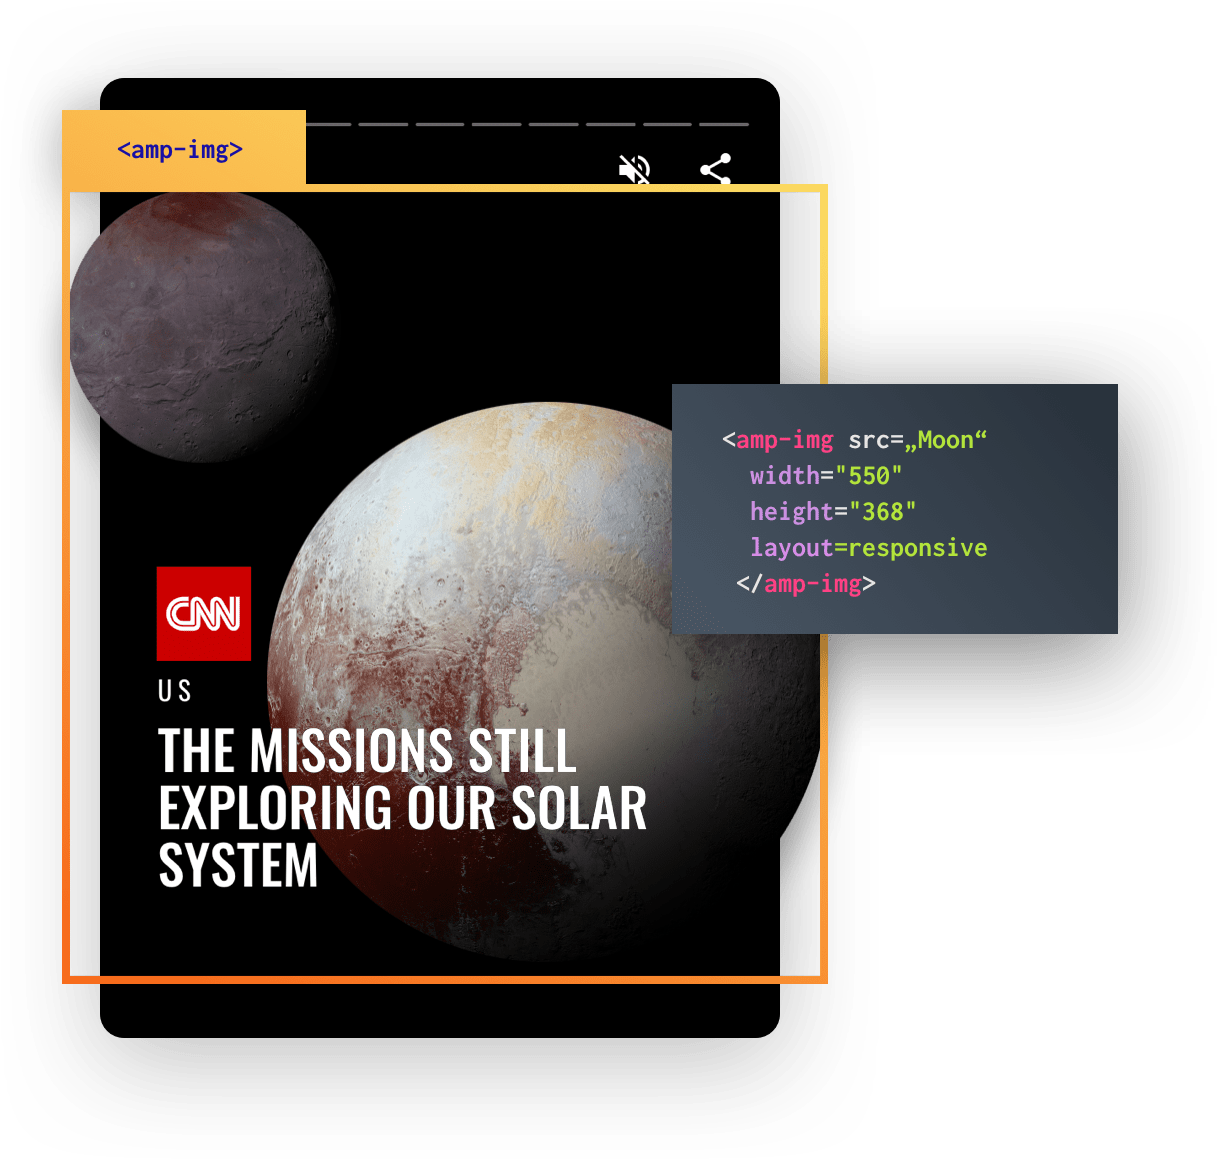 <amp-img>
<amp-img src=„Moon“
width="550"
height="368"
layout=responsive
</amp-img>
CNN
US
THE MISSIONS STILL
EXPLORING OUR SOLAR
SYSTEM